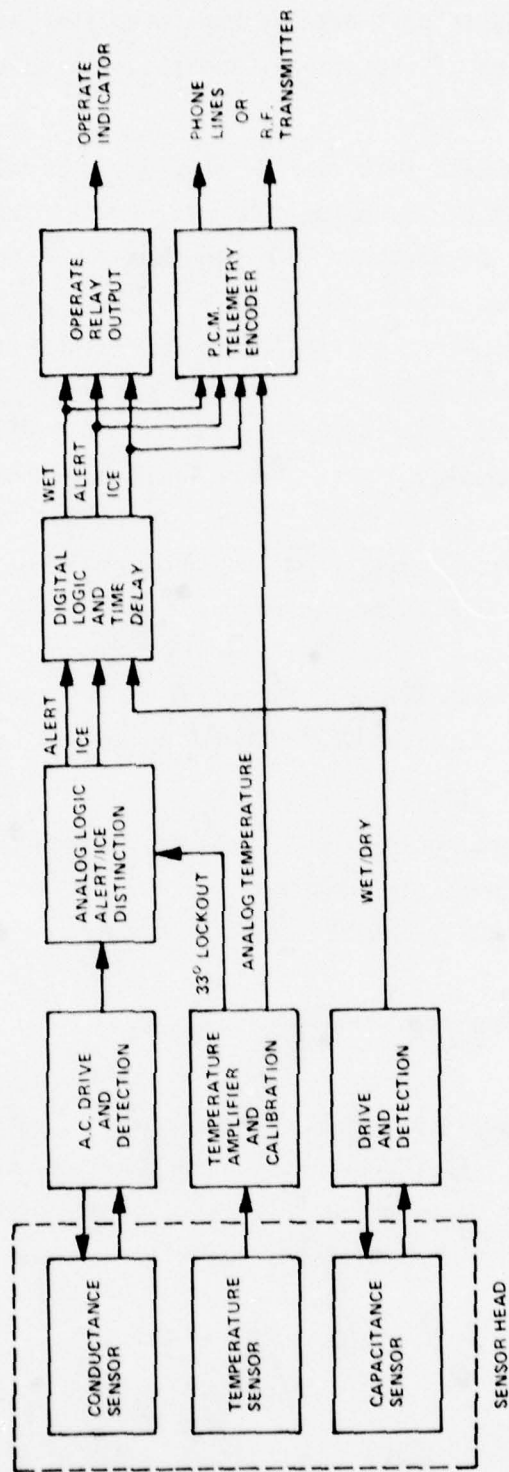 CONDUCTANCE
SENSOR
TEMPERATURE
SENSOR
CAPACITANCE
SENSOR
SENSOR HEAD
A.C. DRIVE
AND
DETECTION
TEMPERATURE
AMPLIFIER
AND
CALIBRATION
DRIVE
AND
DETECTION
ANALOG LOGIC
ALERT/ICE
DISTINCTION
33° LOCKOUT
ANALOG TEMPERATURE
WET/DRY
ALERT
ICE
DIGITAL
LOGIC
AND
TIME
DELAY
WET
ALERT
ICE
OPERATE
RELAY
OUTPUT
P.C.M.
TELEMETRY
ENCODER
OPERATE
INDICATOR
PHONE
LINES
OR
R.F.
TRANSMITTER